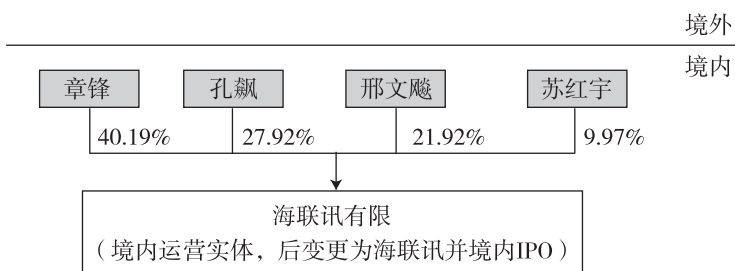 境外
境内
章锋 孔飙 邢文飚 苏红宇
40.19% 27.92% 21.92% 9.97%
海联讯有限
（境内运营实体，后变更为海联讯并境内IPO）